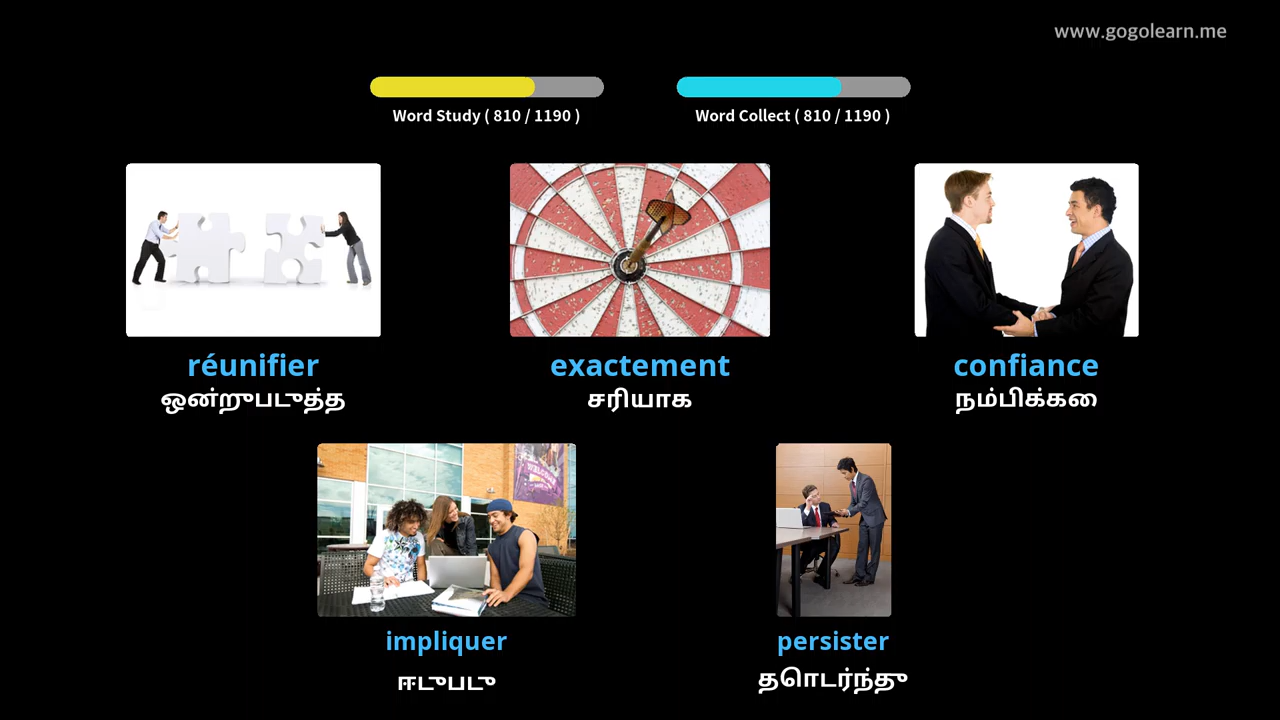 www.gogolearn.me
Word Study ( 810 / 1190 ) Word Collect ( 810 / 1190 )
réunifier exactement confiance
ஒன்றுபடுத்த சரியாக நம்பிக்கை
impliquer persister
ஈடுபடு தொடர்ந்து